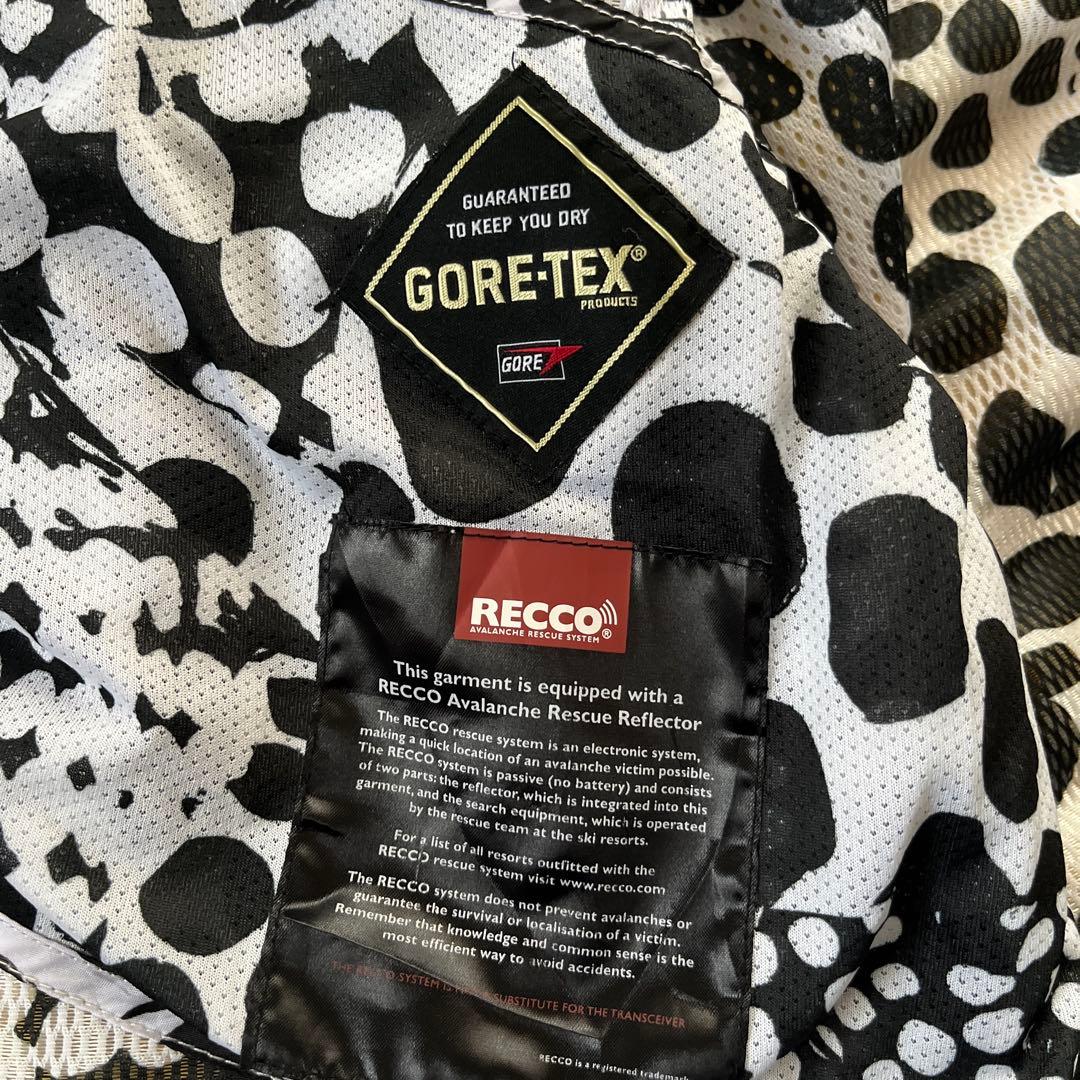 GUARANTEED
TO KEEP YOU DRY
GORE-TEX®
PRODUCTS
GORE
RECCO®
AVALANCHE RESCUE SYSTEM
This garment is equipped with a
RECCO Avalanche Rescue Reflector
The RECCO rescue system is an electronic system,
making a quick location of an avalanche victim possible.
The RECCO system is passive (no battery) and consists
of two parts: the reflector, which is integrated into this
garment, and the search equipment, which is operated
by the rescue team at the ski resorts.
For a list of all resorts outfitted with the
RECCO rescue system visit www.recco.com
The RECCO system does not prevent avalanches or
guarantee the survival or localisation of a victim.
Remember that knowledge and common sense is the
most efficient way to avoid accidents.
THE RECCO SYSTEM IS SUBSTITUTE FOR THE TRANSCEIVER
RECCO is a registered trademark